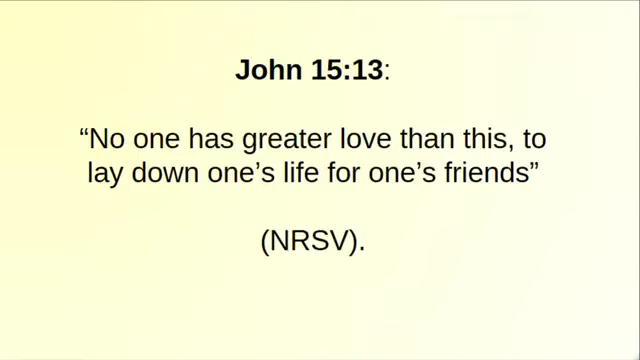 John 15:13:
“No one has greater love than this, to
lay down one’s life for one’s friends”
(NRSV).